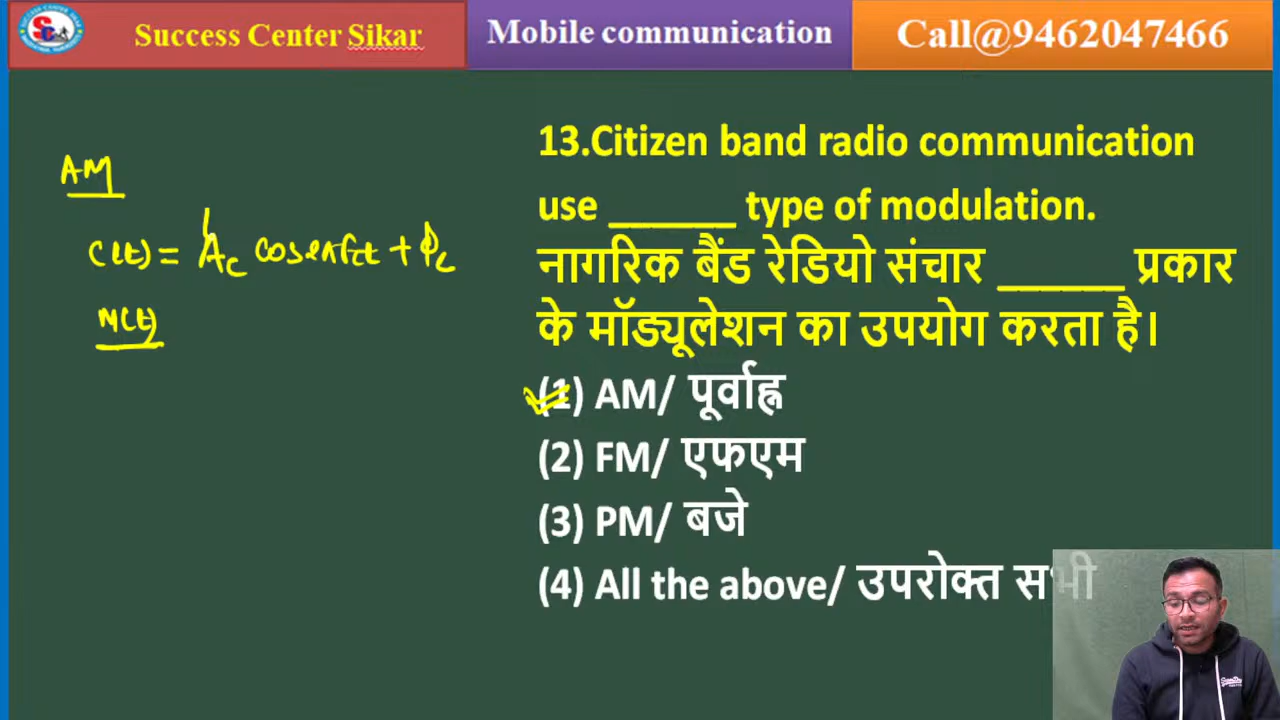 Success Center Sikar
Mobile communication
Call@9462047466
AM
C(t) = Ac cos2πfct + φc
M(t)
13.Citizen band radio communication
use ______ type of modulation.
नागरिक बैंड रेडियो संचार ______ प्रकार
के मॉड्यूलेशन का उपयोग करता है।
(1) AM/ पूर्वाह्न
(2) FM/ एफएम
(3) PM/ बजे
(4) All the above/ उपरोक्त सभी